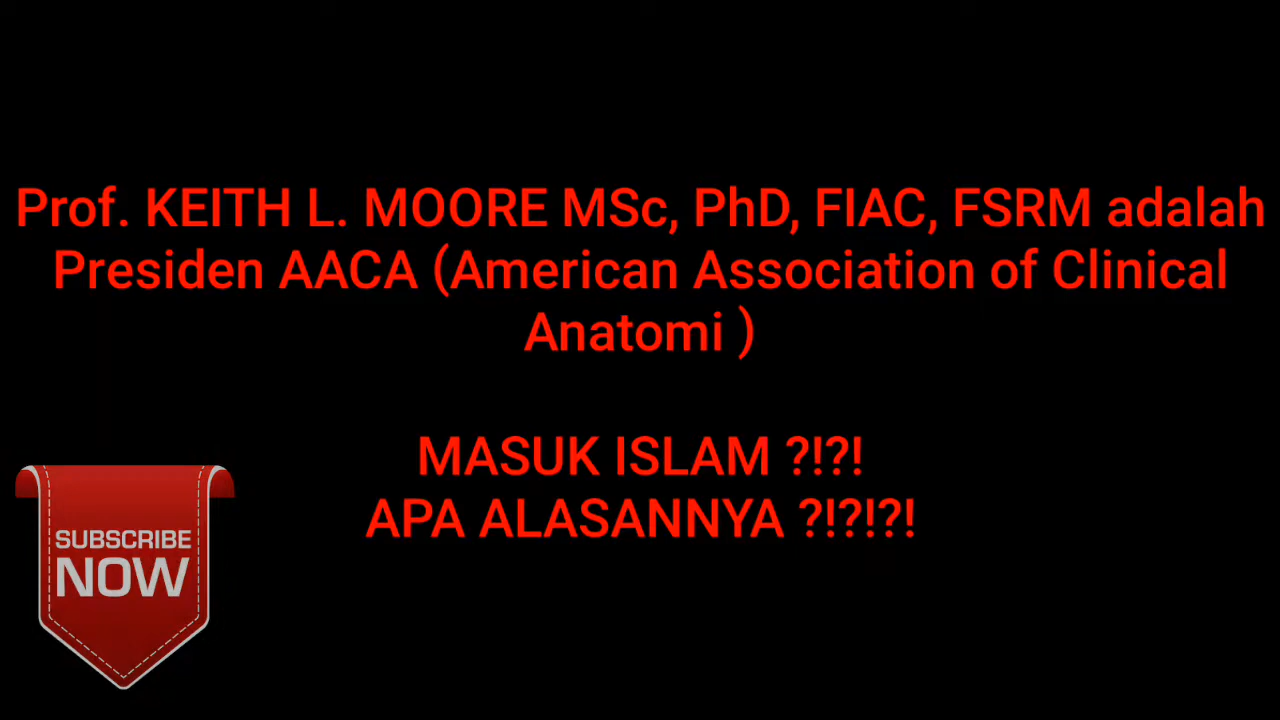 Prof. KEITH L. MOORE MSc, PhD, FIAC, FSRM adalah
Presiden AACA (American Association of Clinical
Anatomi )
MASUK ISLAM ?!?!
APA ALASANNYA ?!?!?!
SUBSCRIBE
NOW